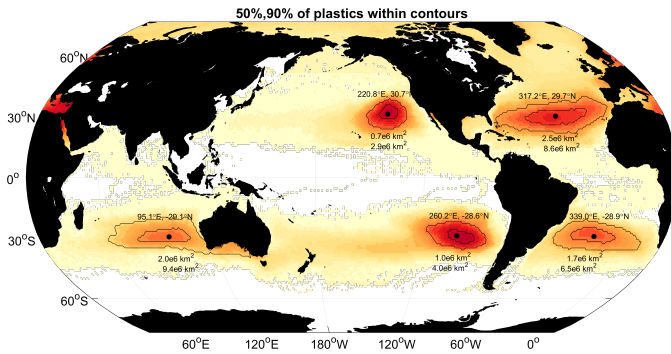 50%,90% of plastics within contours
60°N
30°N
0°
30°S
60°S
220.8°E, 30.7°N
0.7e6 km²
2.9e6 km²
317.2°E, 29.7°N
2.5e6 km²
8.6e6 km²
95.1°E, -29.1°N
2.0e6 km²
9.4e6 km²
260.2°E, -28.6°N
1.0e6 km²
4.0e6 km²
339.0°E, -28.9°N
1.7e6 km²
6.5e6 km²
60°E 120°E 180°W 120°W 60°W 0°